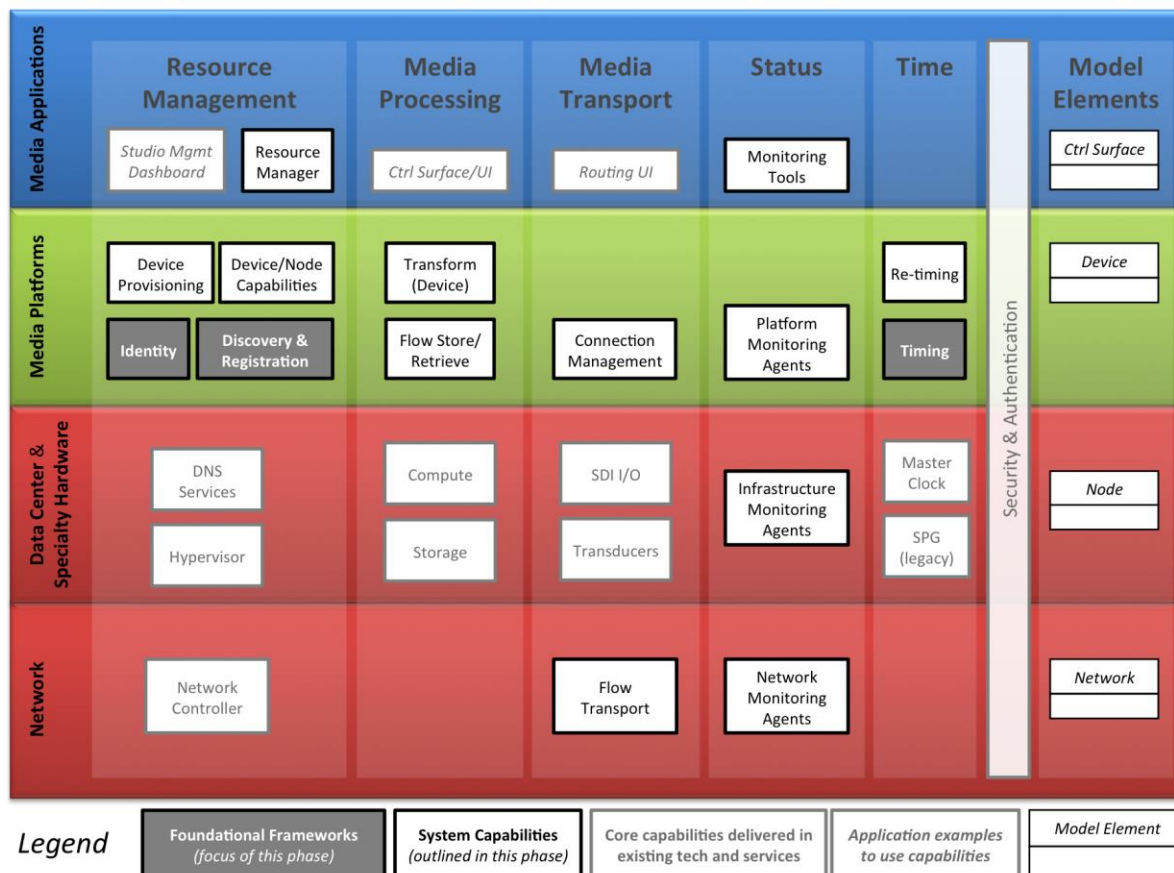 Media Applications
Resource
Management
Media
Processing
Media
Transport
Status
Time
Model
Elements
Studio Mgmt
Dashboard
Resource
Manager
Ctrl Surface/UI
Routing UI
Monitoring
Tools
Ctrl Surface
Media Platforms
Device
Provisioning
Device/Node
Capabilities
Transform
(Device)
Re-timing
Device
Identity
Discovery &
Registration
Flow Store/
Retrieve
Connection
Management
Platform
Monitoring
Agents
Timing
Security & Authentication
Data Center &
Specialty Hardware
DNS
Services
Compute
SDI I/O
Infrastructure
Monitoring
Agents
Master
Clock
Node
Hypervisor
Storage
Transducers
SPG
(legacy)
Network
Network
Controller
Flow
Transport
Network
Monitoring
Agents
Network
Legend
Foundational Frameworks
(focus of this phase)
System Capabilities
(outlined in this phase)
Core capabilities delivered in
existing tech and services
Application examples
to use capabilities
Model Element